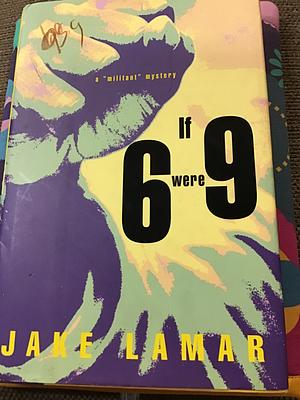 a "militant" mystery
If
6 were 9
JAKE LAMAR